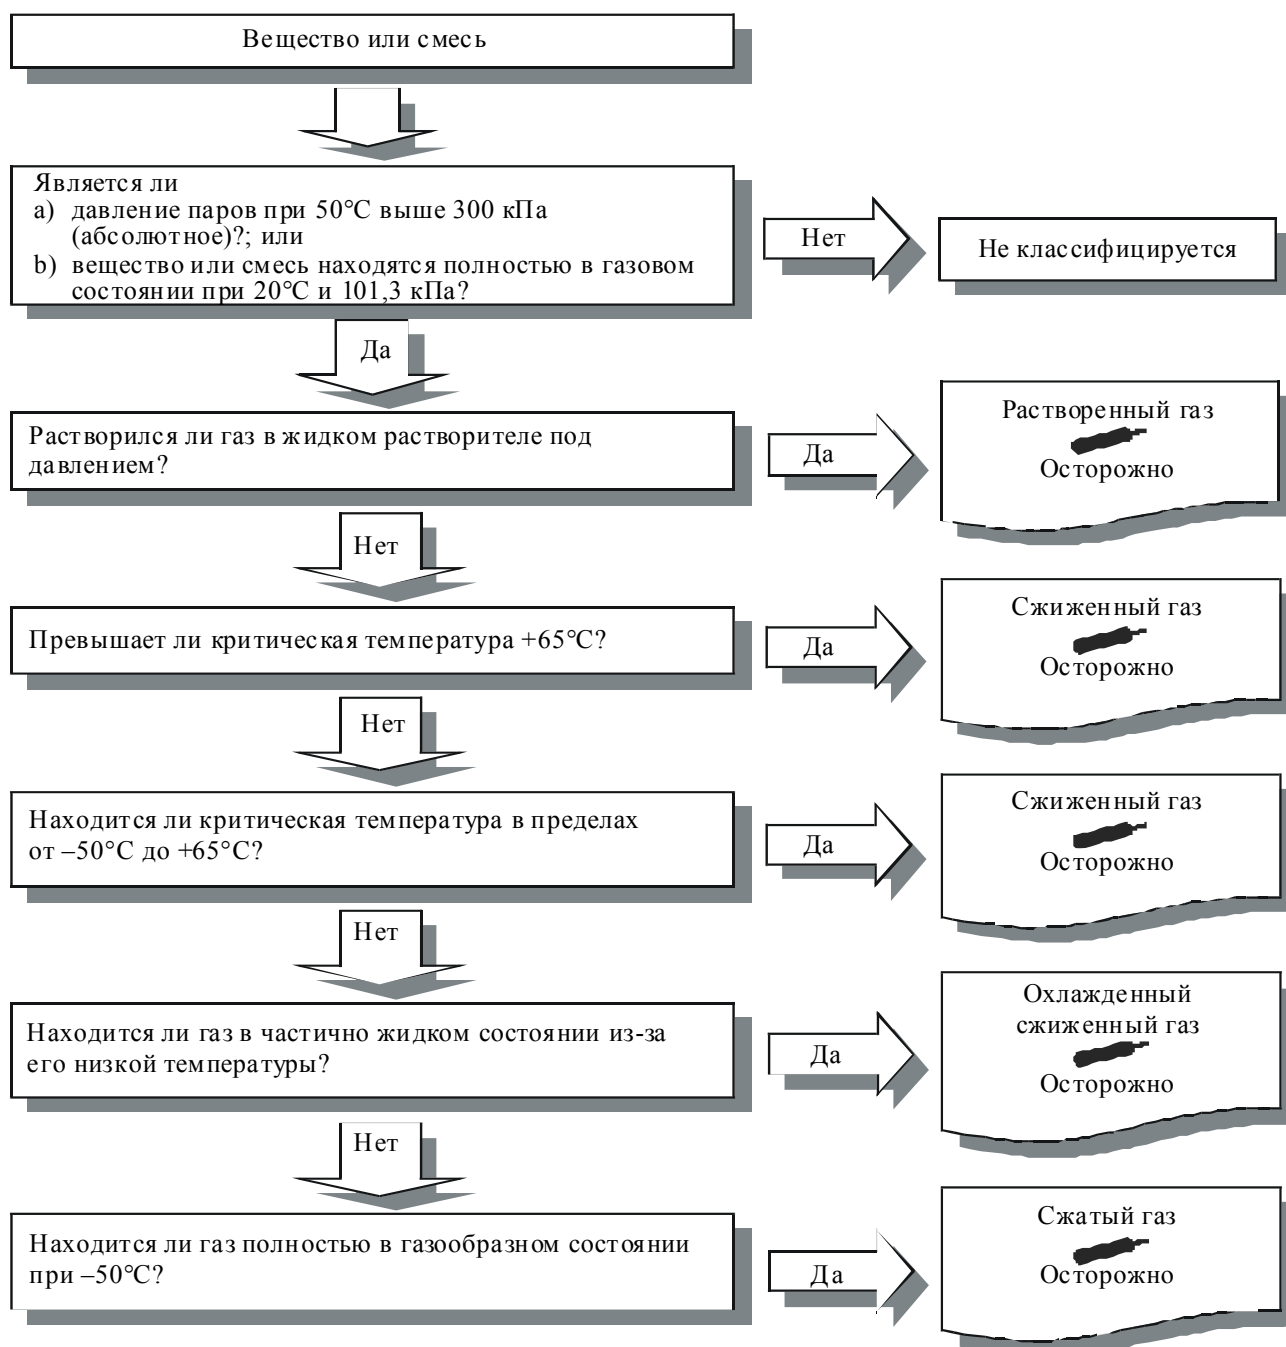 Вещество или смесь
Является ли
a) давление паров при 50°C выше 300 кПа
(абсолютное)?; или
b) вещество или смесь находятся полностью в газовом
состоянии при 20°C и 101,3 кПа?
Нет
Не классифицируется
Да
Растворился ли газ в жидком растворителе под
давлением?
Да
Растворенный газ
Осторожно
Нет
Превышает ли критическая температура +65°C?
Да
Сжиженный газ
Осторожно
Нет
Находится ли критическая температура в пределах
от –50°C до +65°C?
Да
Сжиженный газ
Осторожно
Нет
Находится ли газ в частично жидком состоянии из-за
его низкой температуры?
Да
Охлажденный
сжиженный газ
Осторожно
Нет
Находится ли газ полностью в газообразном состоянии
при –50°C?
Да
Сжатый газ
Осторожно